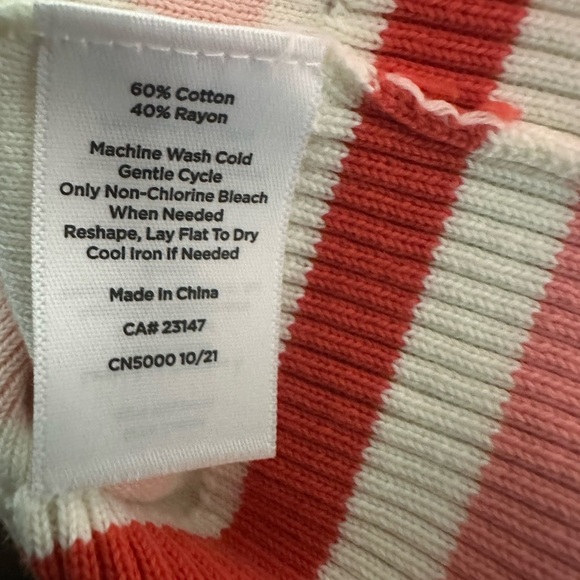 60% Cotton
40% Rayon
Machine Wash Cold
Gentle Cycle
Only Non-Chlorine Bleach
When Needed
Reshape, Lay Flat To Dry
Cool Iron If Needed
Made In China
CA# 23147
CN5000 10/21